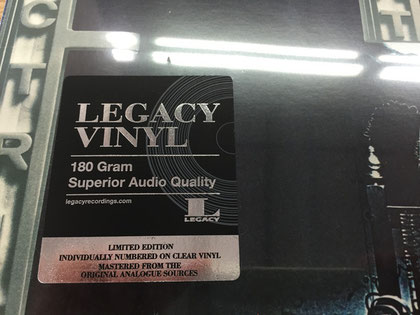 LEGACY
VINYL
180 Gram
Superior Audio Quality
legacyrecordings.com
L
LEGACY
LIMITED EDITION
INDIVIDUALLY NUMBERED ON CLEAR VINYL
MASTERED FROM THE
ORIGINAL ANALOGUE SOURCES